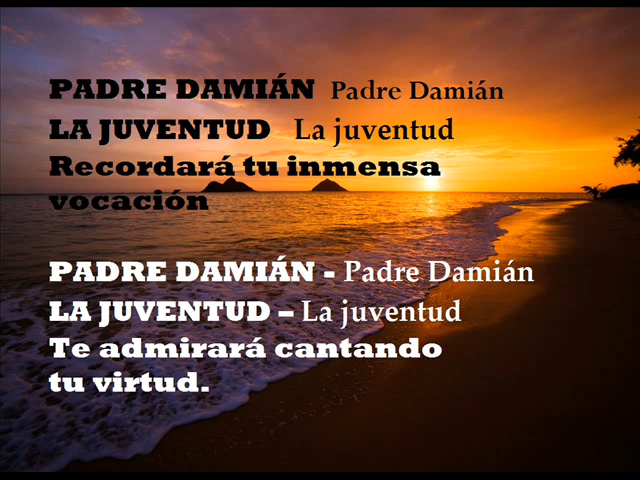 PADRE DAMIÁN Padre Damián
LA JUVENTUD La juventud
Recordará tu inmensa
vocación
PADRE DAMIÁN - Padre Damián
LA JUVENTUD – La juventud
Te admirará cantando
tu virtud.